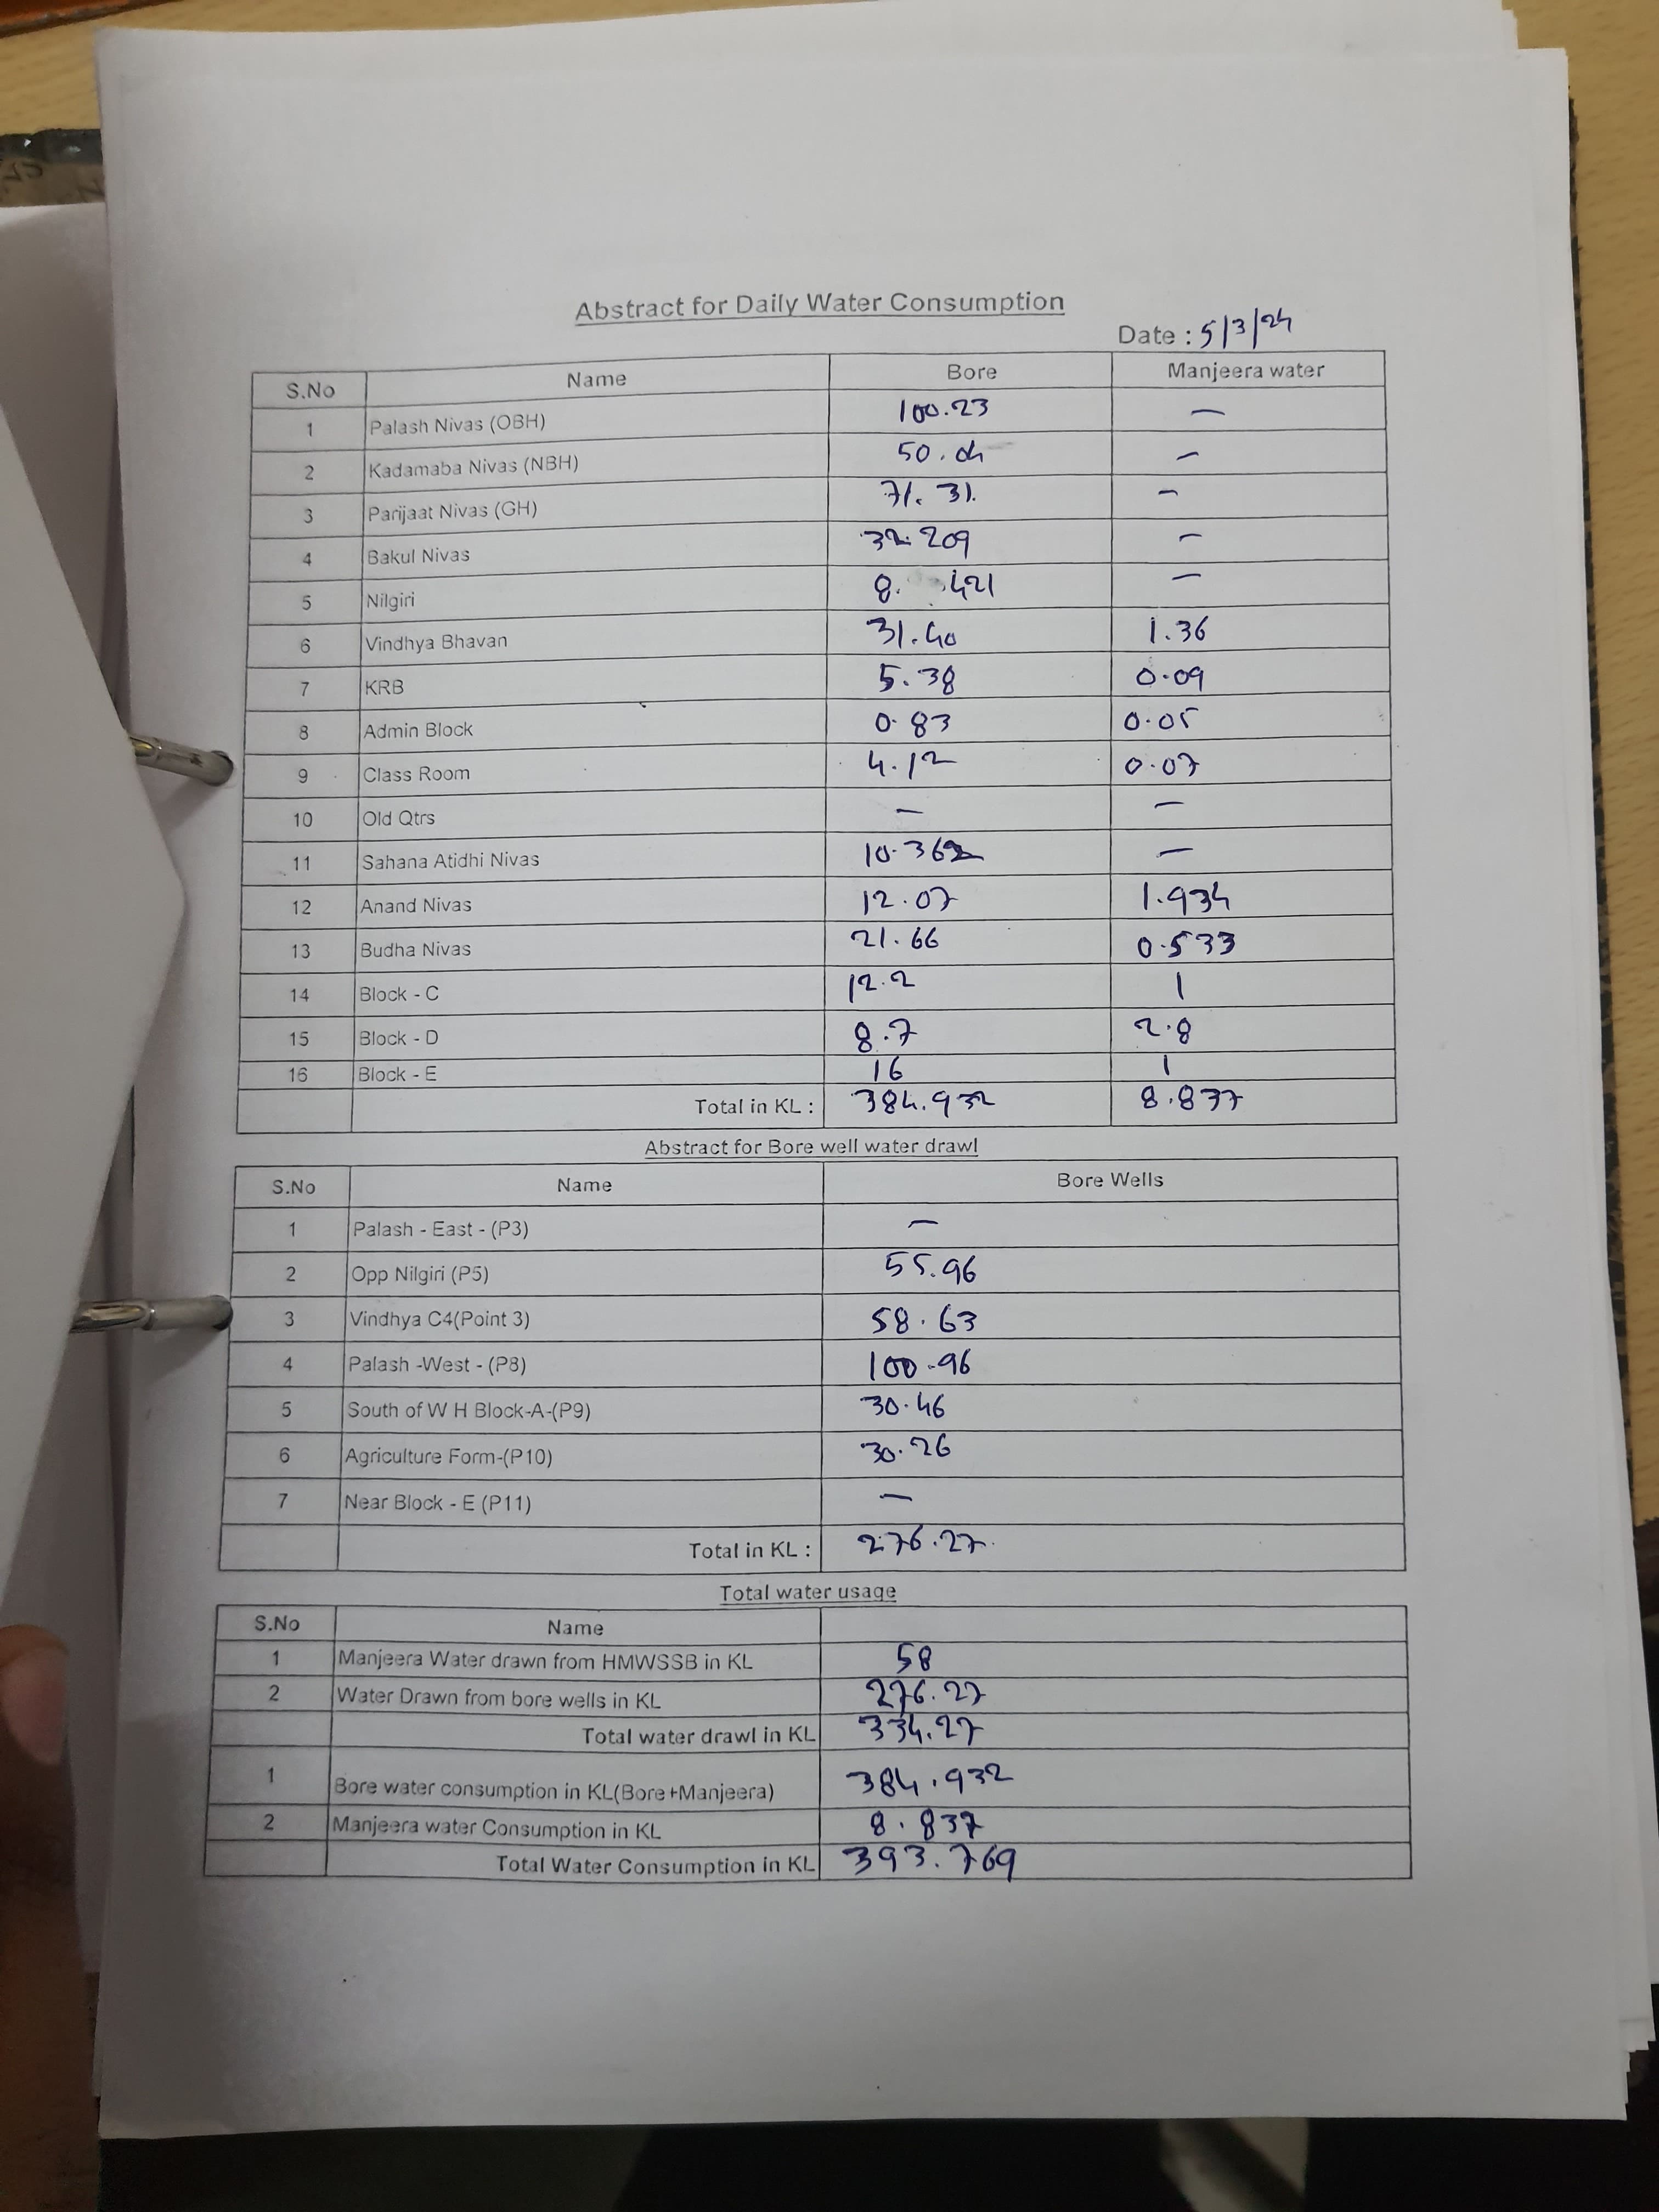 Abstract for Daily Water Consumption
Date : 5/3/24
S.No Name Bore Manjeera water
1 Palash Nivas (OBH) 100.23 —
2 Kadamaba Nivas (NBH) 50.04 —
3 Parijaat Nivas (GH) 71.31 —
4 Bakul Nivas 32.209 —
5 Nilgiri 8.421 —
6 Vindhya Bhavan 31.40 1.36
7 KRB 5.38 0.09
8 Admin Block 0.83 0.05
9 Class Room 4.12 0.07
10 Old Qtrs — —
11 Sahana Atidhi Nivas 10.362 —
12 Anand Nivas 12.07 1.934
13 Budha Nivas 21.66 0.533
14 Block - C 12.2 1
15 Block - D 8.7 2.8
16 Block - E 16 1
Total in KL : 384.932 8.837
Abstract for Bore well water drawl
S.No Name Bore Wells
1 Palash - East - (P3) —
2 Opp Nilgiri (P5) 55.96
3 Vindhya C4(Point 3) 58.63
4 Palash -West - (P8) 100.96
5 South of W H Block-A-(P9) 30.46
6 Agriculture Form-(P10) 30.26
7 Near Block - E (P11) —
Total in KL : 276.27
Total water usage
S.No Name
1 Manjeera Water drawn from HMWSSB in KL 58
2 Water Drawn from bore wells in KL 276.27
Total water drawl in KL 334.27
1 Bore water consumption in KL(Bore+Manjeera) 384.932
2 Manjeera water Consumption in KL 8.837
Total Water Consumption in KL 393.769